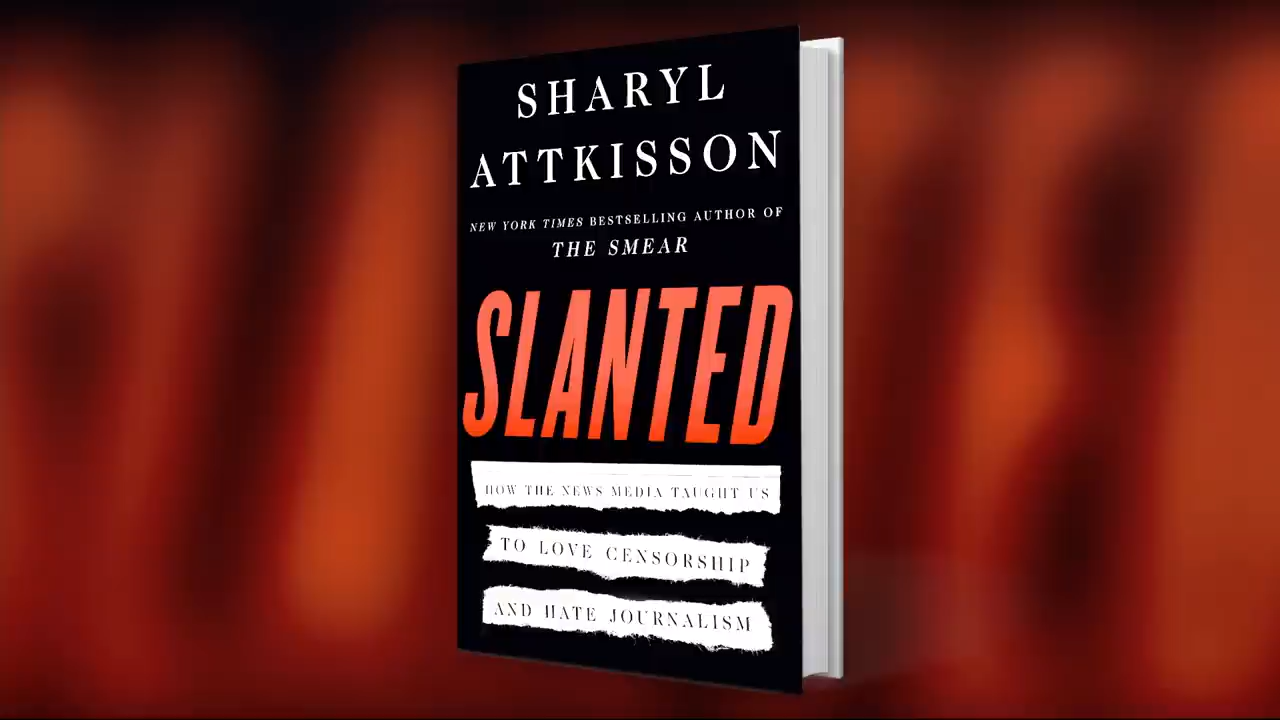 SHARYL
ATTKISSON
NEW YORK TIMES BESTSELLING AUTHOR OF
THE SMEAR
SLANTED
HOW THE NEWS MEDIA TAUGHT US
TO LOVE CENSORSHIP
AND HATE JOURNALISM